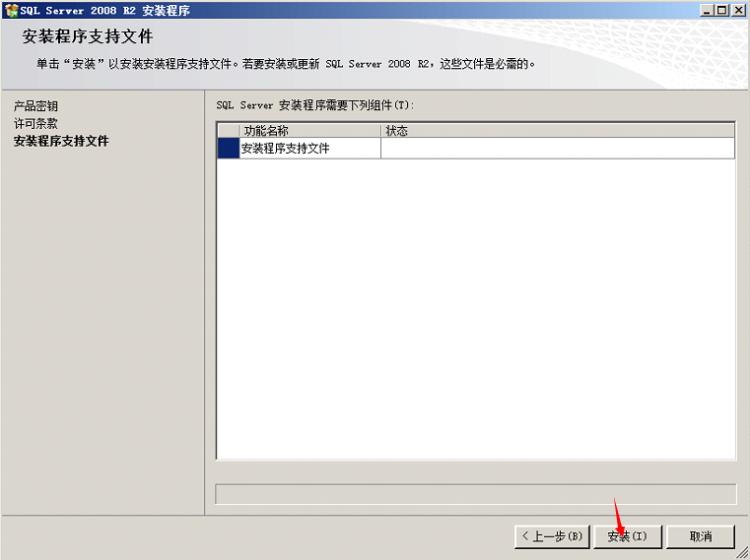 SQL Server 2008 R2 安装程序
安装程序支持文件
单击“安装”以安装安装程序支持文件。若要安装或更新 SQL Server 2008 R2，这些文件是必需的。
产品密钥
许可条款
安装程序支持文件
SQL Server 安装程序需要下列组件(T):
功能名称 状态
安装程序支持文件
< 上一步(B) 安装(I) 取消